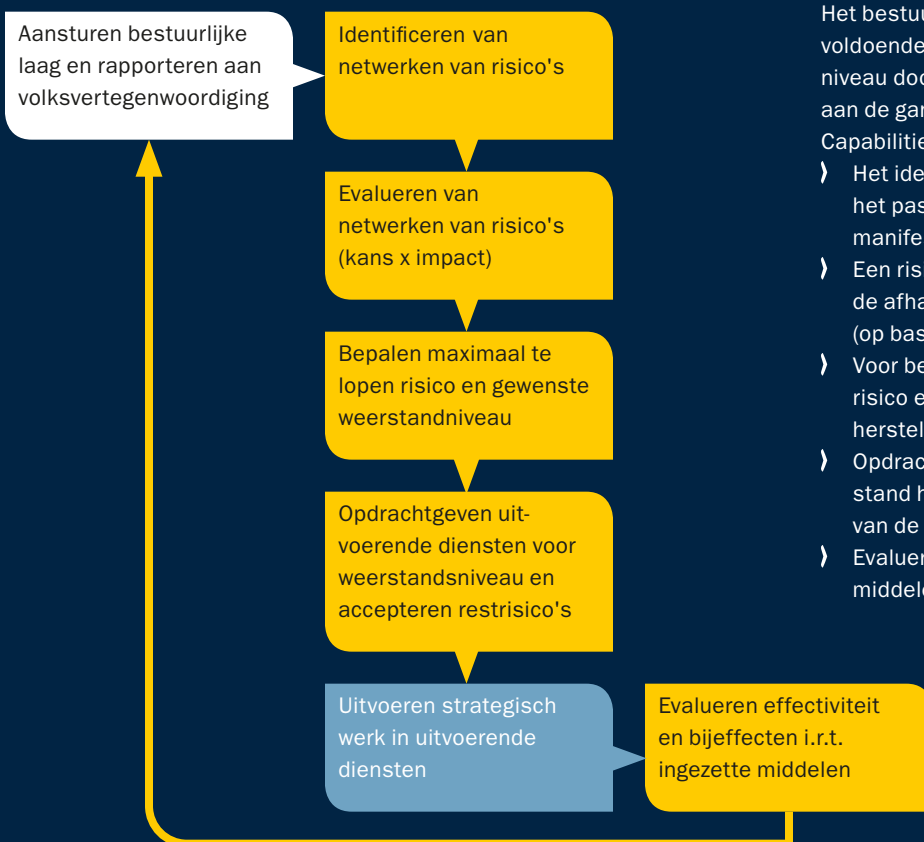 Aansturen bestuurlijke
laag en rapporteren aan
volksvertegenwoordiging
Identificeren van
netwerken van risico's
Evalueren van
netwerken van risico's
(kans x impact)
Bepalen maximaal te
lopen risico en gewenste
weerstandniveau
Opdrachtgeven uit-
voerende diensten voor
weerstandsniveau en
accepteren restrisico's
Uitvoeren strategisch
werk in uitvoerende
diensten
Evalueren effectiviteit
en bijeffecten i.r.t.
ingezette middelen
Het bestu
voldoende
niveau doo
aan de gar
Capabilitie
Het ide
het pas
manife
Een ris
de afha
(op bas
Voor be
risico e
herstel
Opdrac
stand h
van de
Evaluer
middel